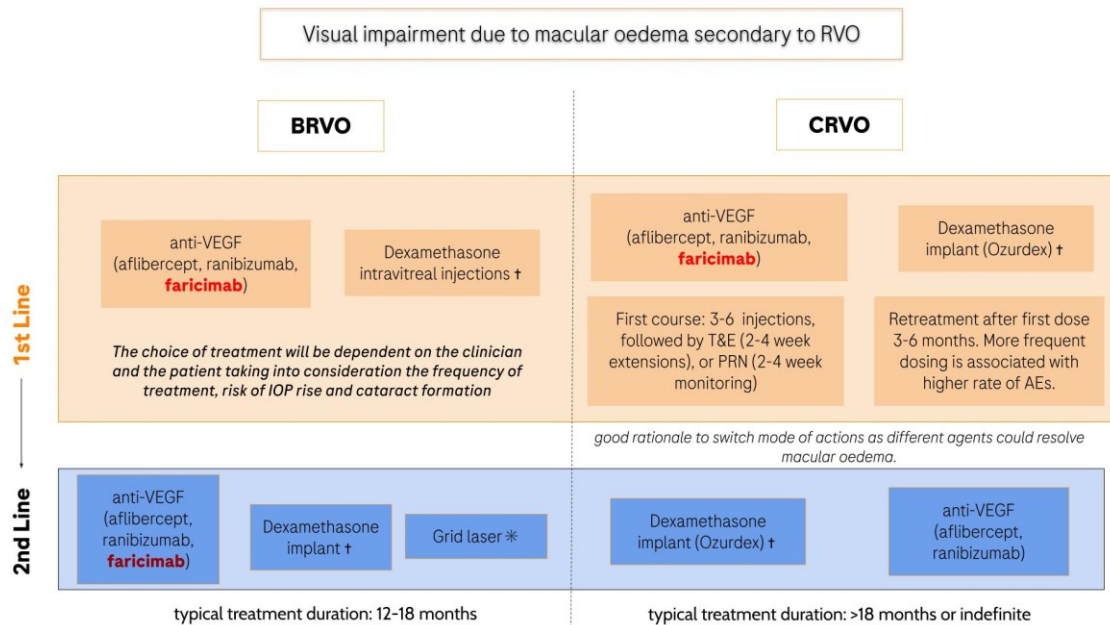 Visual impairment due to macular oedema secondary to RVO
BRVO
CRVO
1st Line
anti-VEGF
(aflibercept, ranibizumab,
faricimab)
Dexamethasone
intravitreal injections †
The choice of treatment will be dependent on the clinician
and the patient taking into consideration the frequency of
treatment, risk of IOP rise and cataract formation
anti-VEGF
(aflibercept, ranibizumab,
faricimab)
Dexamethasone
implant (Ozurdex) †
First course: 3-6 injections,
followed by T&E (2-4 week
extensions), or PRN (2-4 week
monitoring)
Retreatment after first dose
3-6 months. More frequent
dosing is associated with
higher rate of AEs.
good rationale to switch mode of actions as different agents could resolve
macular oedema.
2nd Line
anti-VEGF
(aflibercept,
ranibizumab,
faricimab)
Dexamethasone
implant †
Grid laser ✳
Dexamethasone
implant (Ozurdex) †
anti-VEGF
(aflibercept,
ranibizumab)
typical treatment duration: 12-18 months
typical treatment duration: >18 months or indefinite